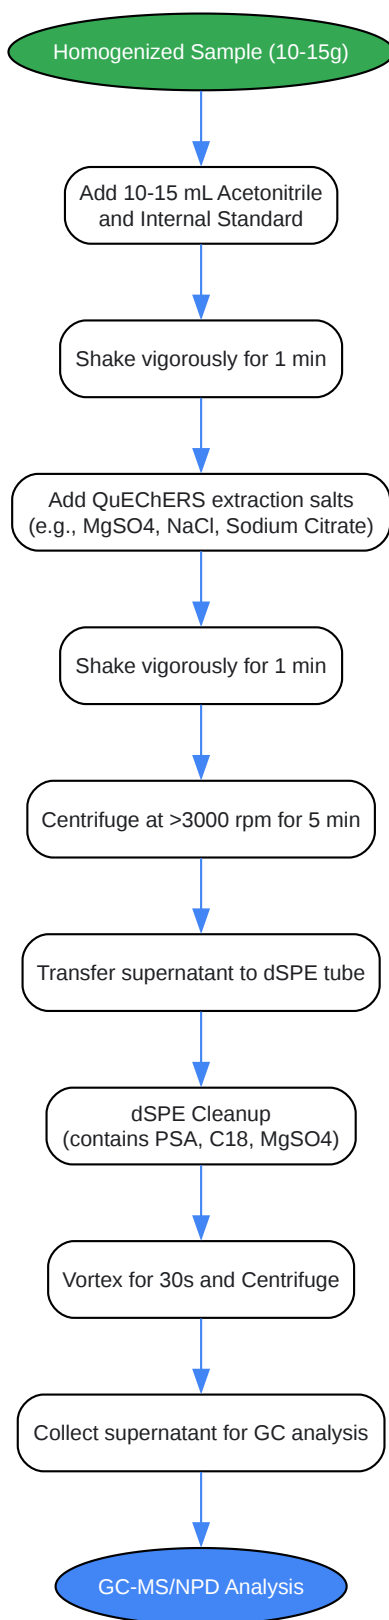 Homogenized Sample (10-15g)
Add 10-15 mL Acetonitrile
and Internal Standard
Shake vigorously for 1 min
Add QuEChERS extraction salts
(e.g., MgSO4, NaCl, Sodium Citrate)
Shake vigorously for 1 min
Centrifuge at >3000 rpm for 5 min
Transfer supernatant to dSPE tube
dSPE Cleanup
(contains PSA, C18, MgSO4)
Vortex for 30s and Centrifuge
Collect supernatant for GC analysis
GC-MS/NPD Analysis